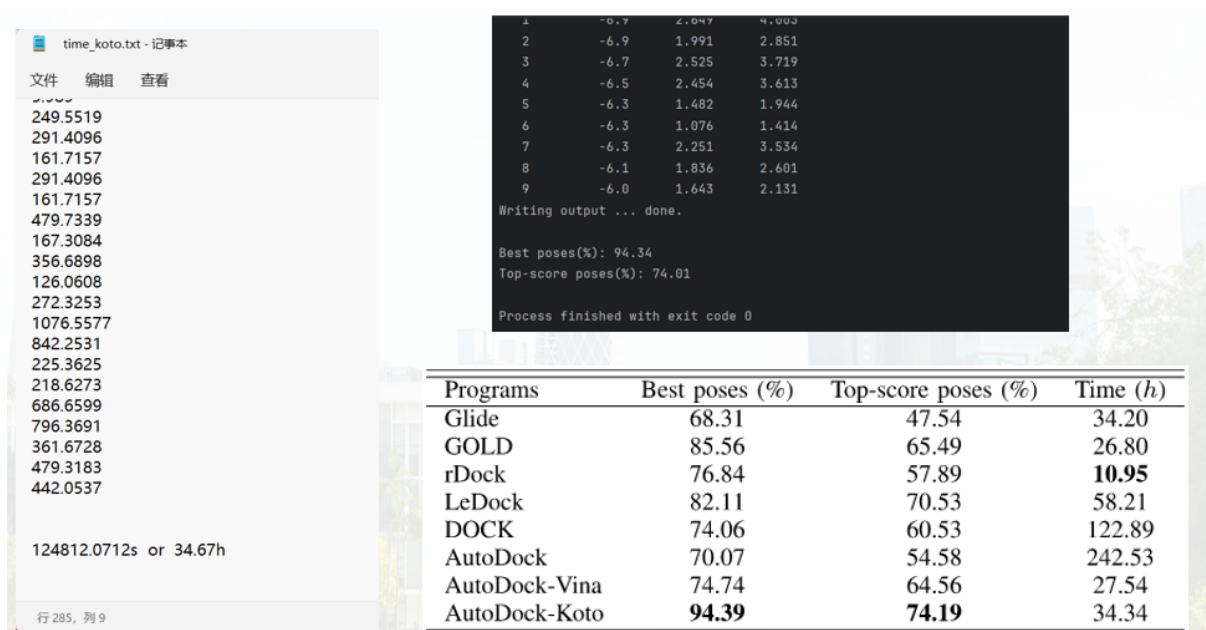 time_koto.txt - 记事本
文件 编辑 查看
249.5519
291.4096
161.7157
291.4096
161.7157
479.7339
167.3084
356.6898
126.0608
272.3253
1076.5577
842.2531
225.3625
218.6273
686.6599
796.3691
361.6728
479.3183
442.0537
124812.0712s or 34.67h
行 285, 列 9
1 -6.9 2.649 4.003
2 -6.9 1.991 2.851
3 -6.7 2.525 3.719
4 -6.5 2.454 3.613
5 -6.3 1.482 1.944
6 -6.3 1.076 1.414
7 -6.3 2.251 3.534
8 -6.1 1.836 2.601
9 -6.0 1.643 2.131
Writing output ... done.
Best poses(%): 94.34
Top-score poses(%): 74.01
Process finished with exit code 0
Programs Best poses (%) Top-score poses (%) Time (h)
Glide 68.31 47.54 34.20
GOLD 85.56 65.49 26.80
rDock 76.84 57.89 10.95
LeDock 82.11 70.53 58.21
DOCK 74.06 60.53 122.89
AutoDock 70.07 54.58 242.53
AutoDock-Vina 74.74 64.56 27.54
AutoDock-Koto 94.39 74.19 34.34